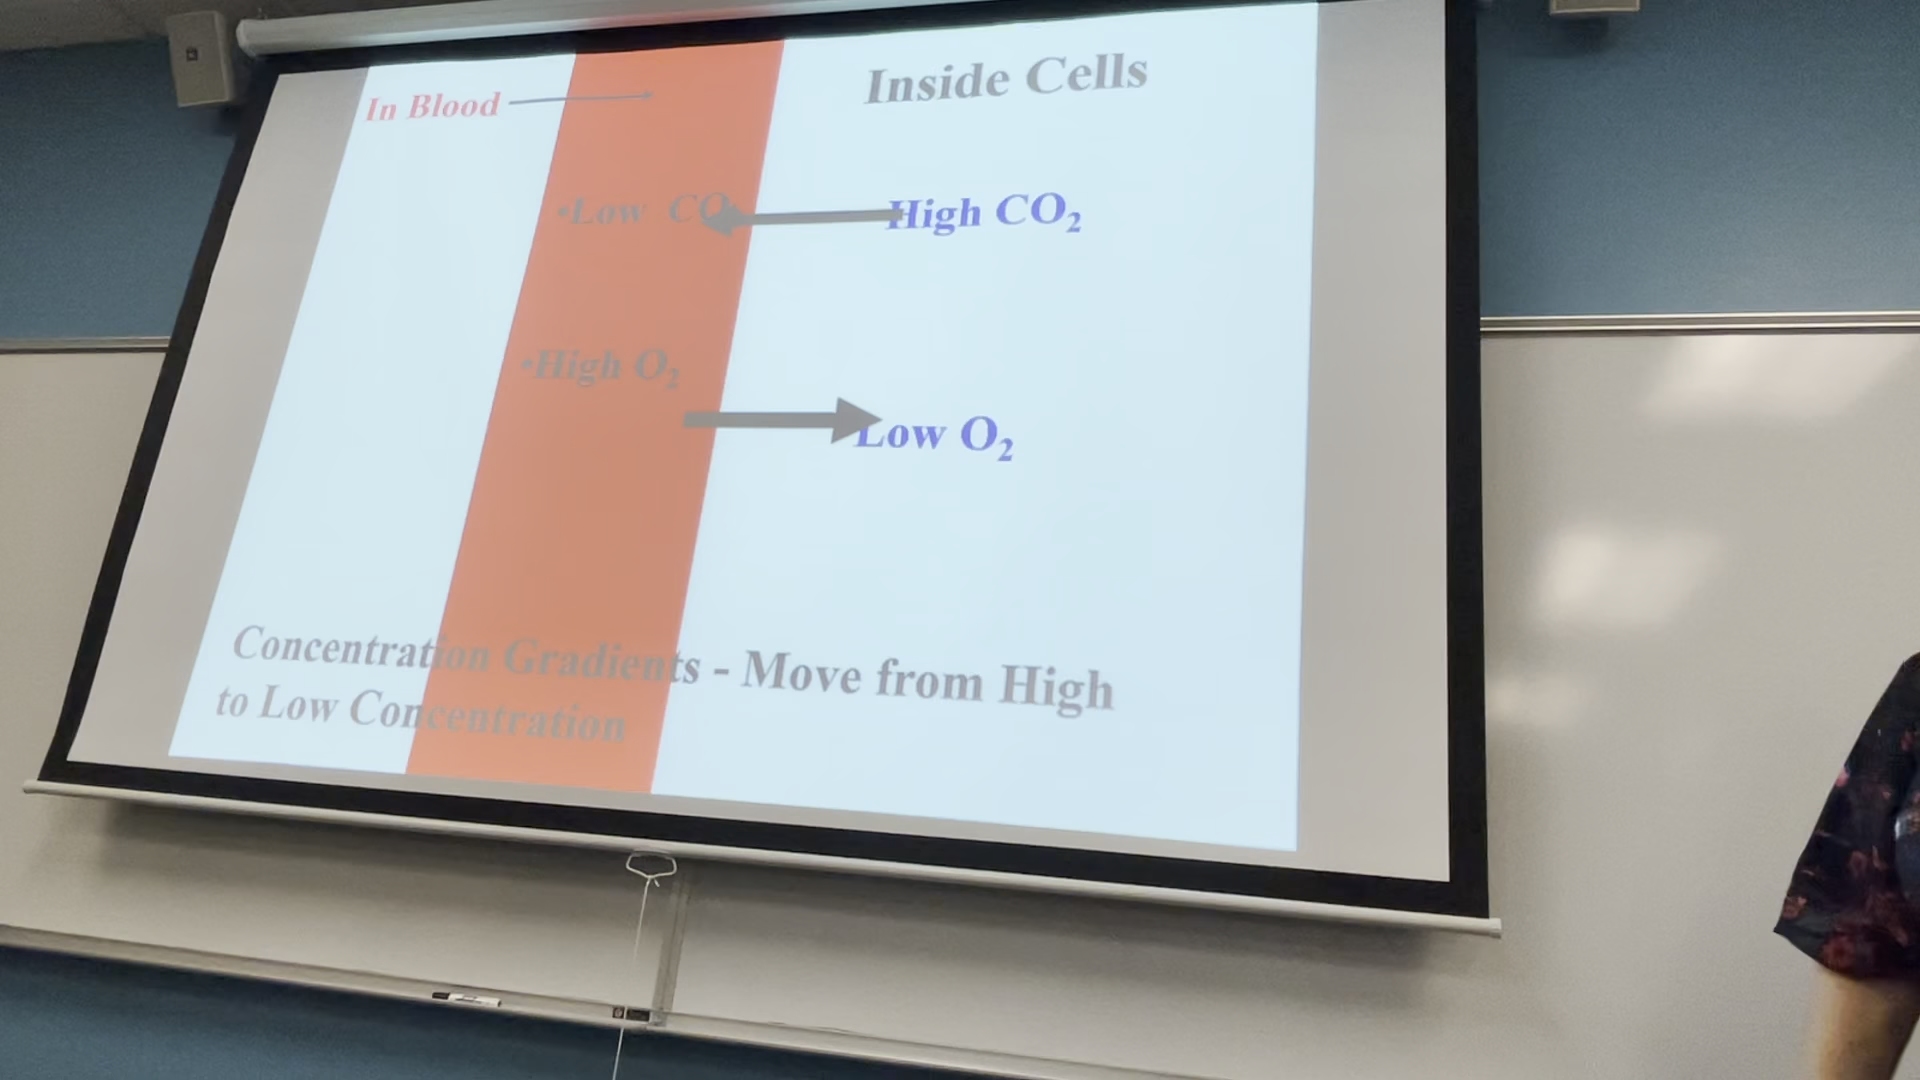 In Blood
Inside Cells
•Low CO₂
High CO₂
•High O₂
Low O₂
Concentration Gradients - Move from High
to Low Concentration